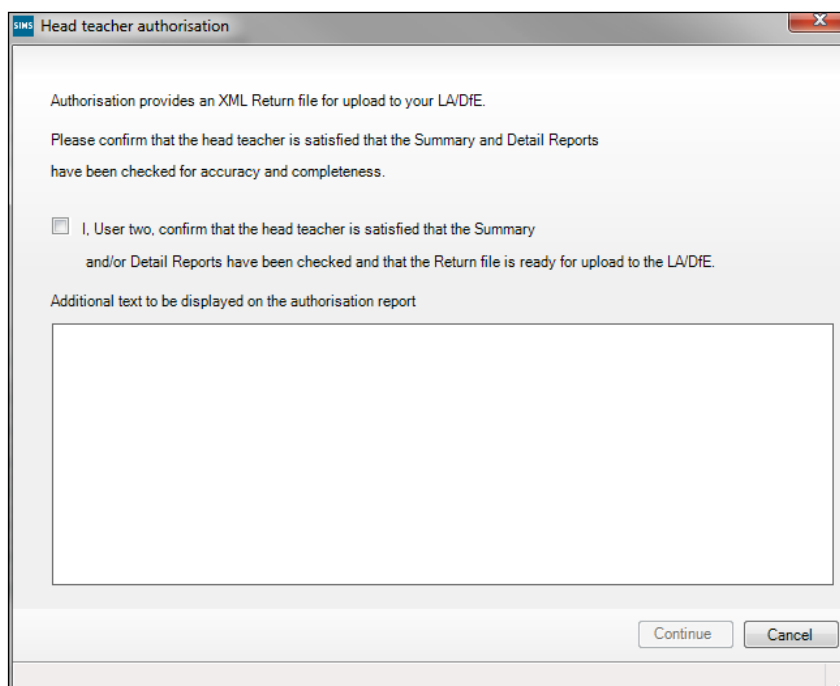 SIMS Head teacher authorisation
X
Authorisation provides an XML Return file for upload to your LA/DfE.
Please confirm that the head teacher is satisfied that the Summary and Detail Reports
have been checked for accuracy and completeness.
I, User two, confirm that the head teacher is satisfied that the Summary
and/or Detail Reports have been checked and that the Return file is ready for upload to the LA/DfE.
Additional text to be displayed on the authorisation report
Continue Cancel